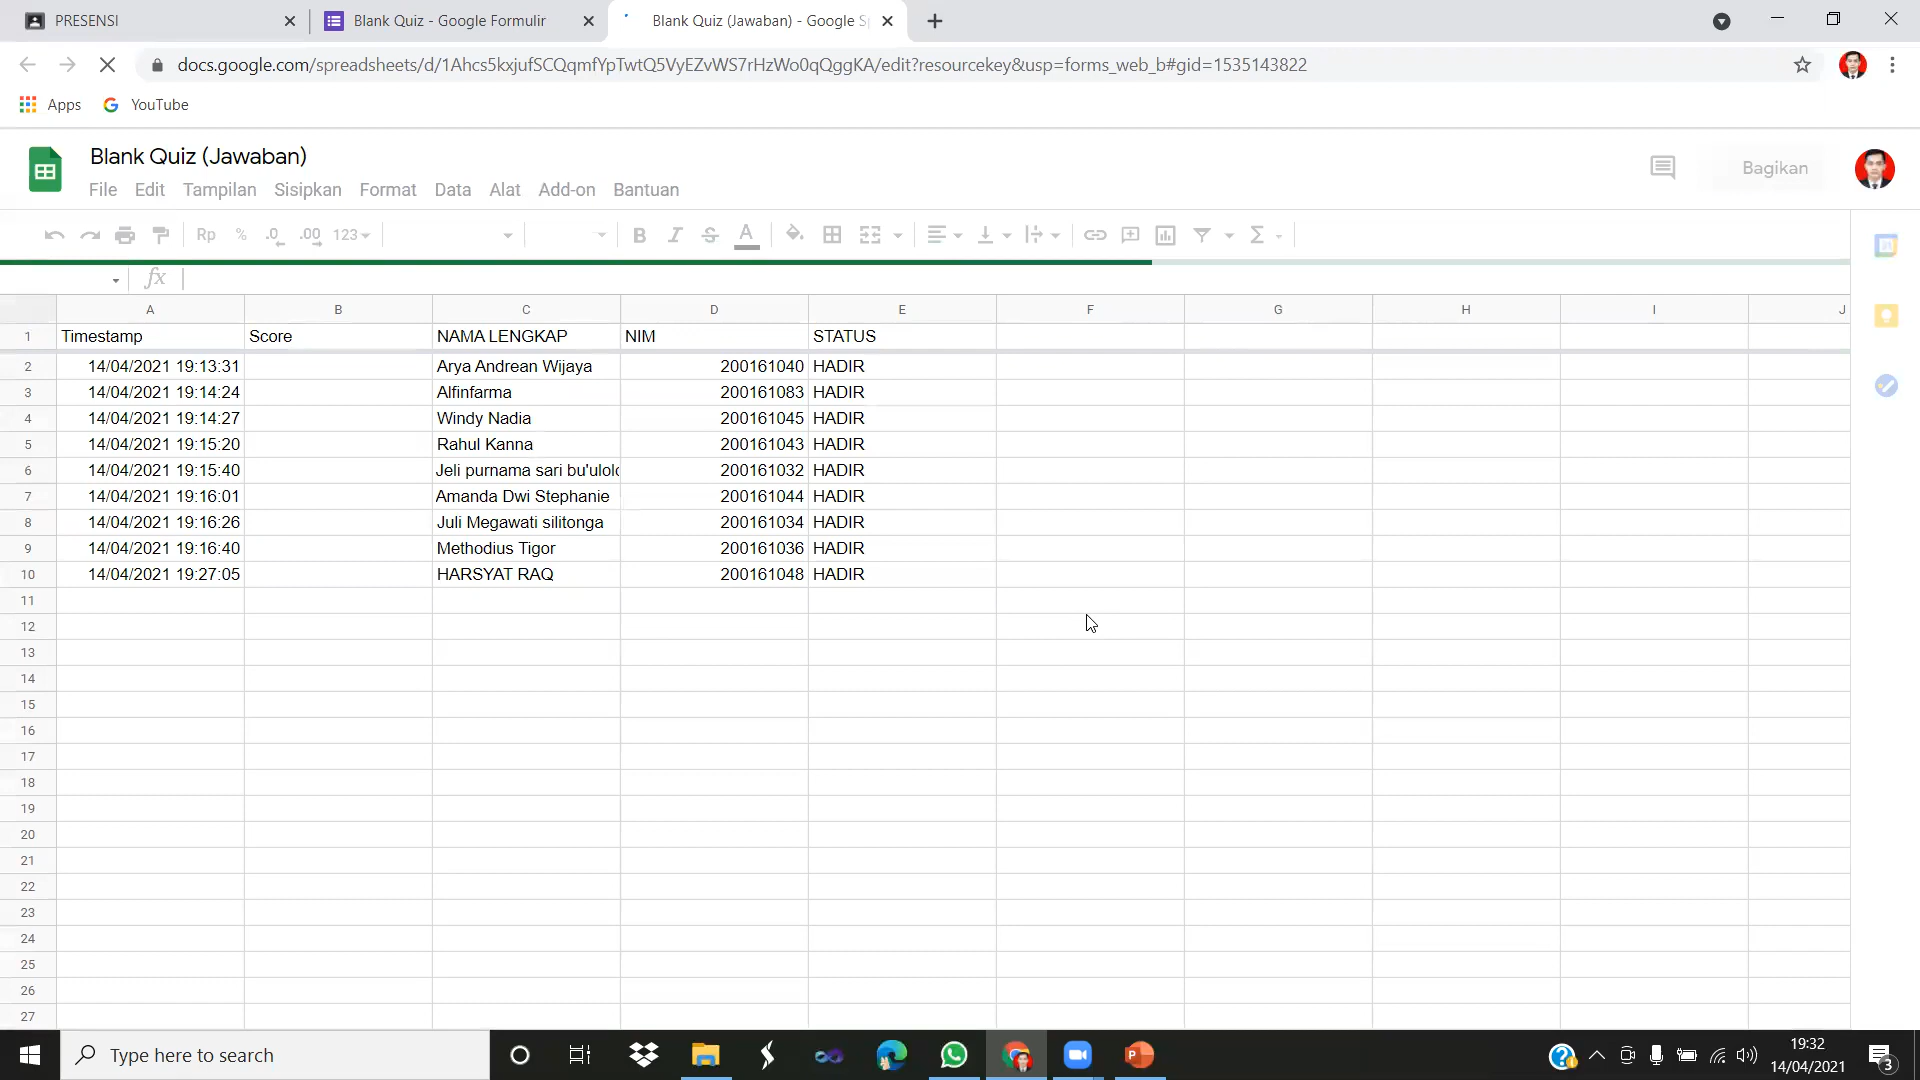 PRESENSI
Blank Quiz - Google Formulir
Blank Quiz (Jawaban) - Google S
docs.google.com/spreadsheets/d/1Ahcs5kxjufSCQqmfYpTwtQ5VyEZvWS7rHzWo0qQggKA/edit?resourcekey&usp=forms_web_b#gid=1535143822
Apps YouTube
Blank Quiz (Jawaban)
File Edit Tampilan Sisipkan Format Data Alat Add-on Bantuan
Bagikan
Rp % .0 .00 123
fx
A B C D E F G H I J
1 Timestamp Score NAMA LENGKAP NIM STATUS
2 14/04/2021 19:13:31 Arya Andrean Wijaya 200161040 HADIR
3 14/04/2021 19:14:24 Alfinfarma 200161083 HADIR
4 14/04/2021 19:14:27 Windy Nadia 200161045 HADIR
5 14/04/2021 19:15:20 Rahul Kanna 200161043 HADIR
6 14/04/2021 19:15:40 Jeli purnama sari bu'ulol 200161032 HADIR
7 14/04/2021 19:16:01 Amanda Dwi Stephanie 200161044 HADIR
8 14/04/2021 19:16:26 Juli Megawati silitonga 200161034 HADIR
9 14/04/2021 19:16:40 Methodius Tigor 200161036 HADIR
10 14/04/2021 19:27:05 HARSYAT RAQ 200161048 HADIR
11
12
13
14
15
16
17
18
19
20
21
22
23
24
25
26
27
Type here to search
19:32
14/04/2021
3